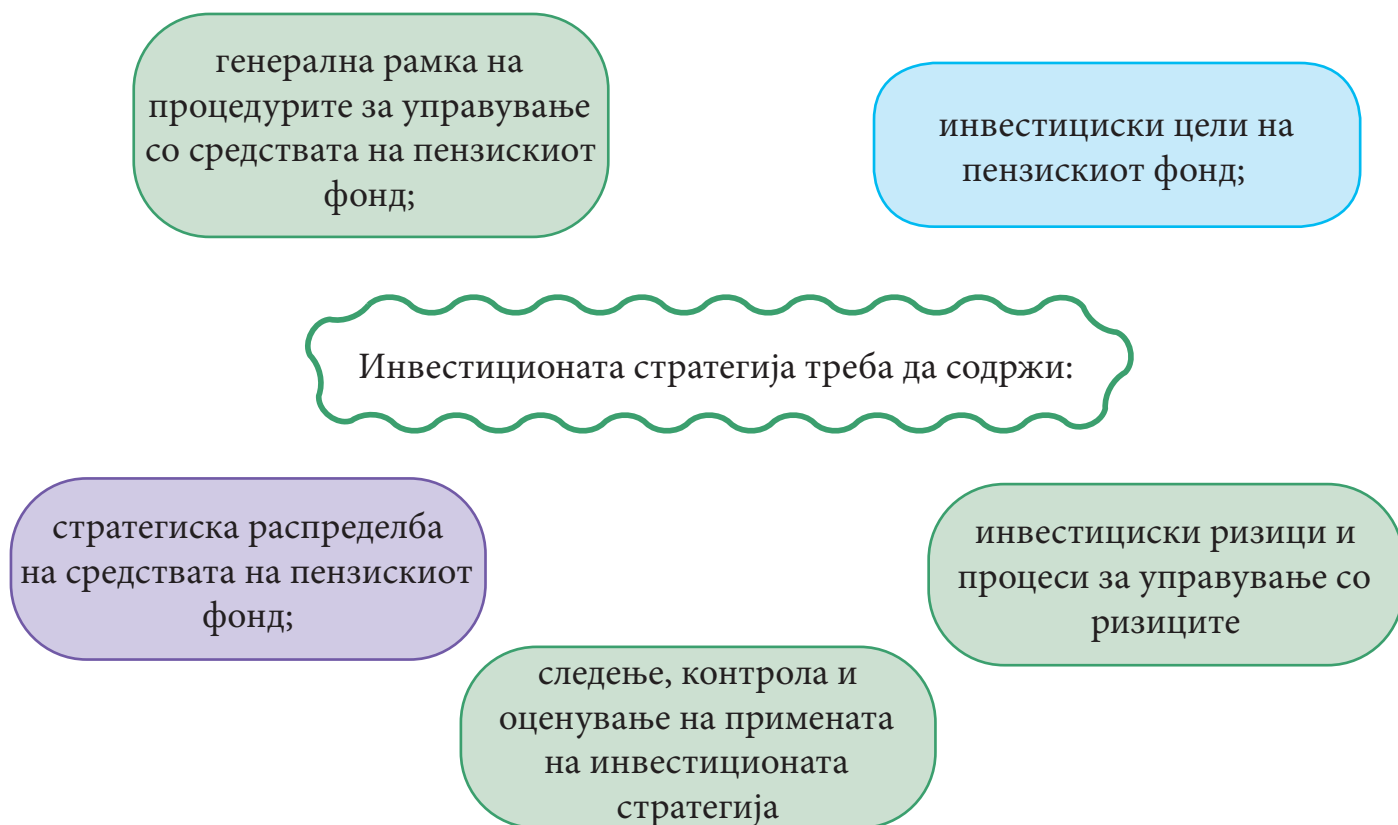 генерална рамка на
процедурите за управување
со средствата на пензискиот
фонд;
инвестициски цели на
пензискиот фонд;
Инвестиционата стратегија треба да содржи:
стратегиска распределба
на средствата на пензискиот
фонд;
инвестициски ризици и
процеси за управување со
ризиците
следење, контрола и
оценување на примената
на инвестиционата
стратегија